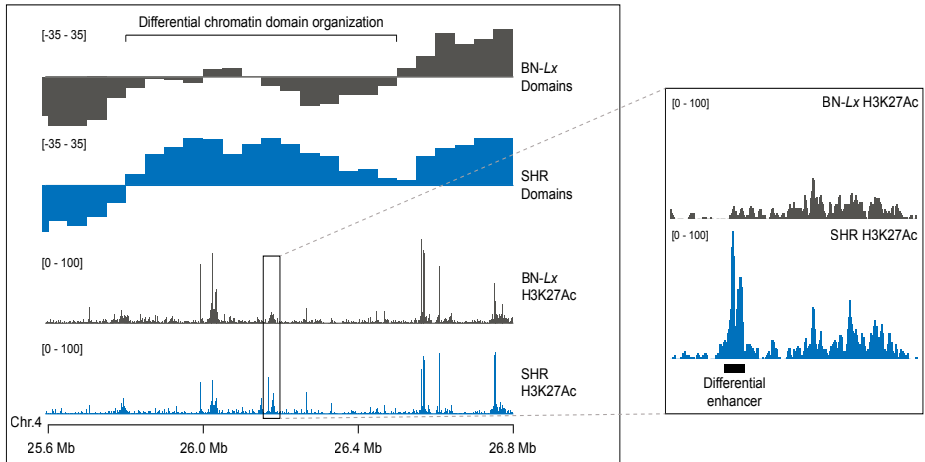 Differential chromatin domain organization
[-35 - 35]
BN-Lx
Domains
[-35 - 35]
SHR
Domains
[0 - 100]
BN-Lx
H3K27Ac
[0 - 100]
SHR
H3K27Ac
Chr.4
25.6 Mb
26.0 Mb
26.4 Mb
26.8 Mb
[0 - 100]
BN-Lx H3K27Ac
[0 - 100]
SHR H3K27Ac
Differential
enhancer